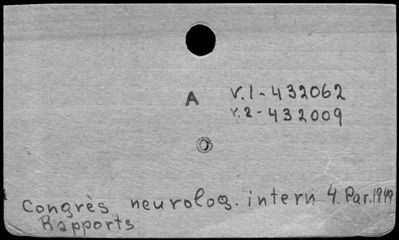 A
V.1-432062
V.2-432009
Congrès neurolog. intern 4. Par.1949
Rapports